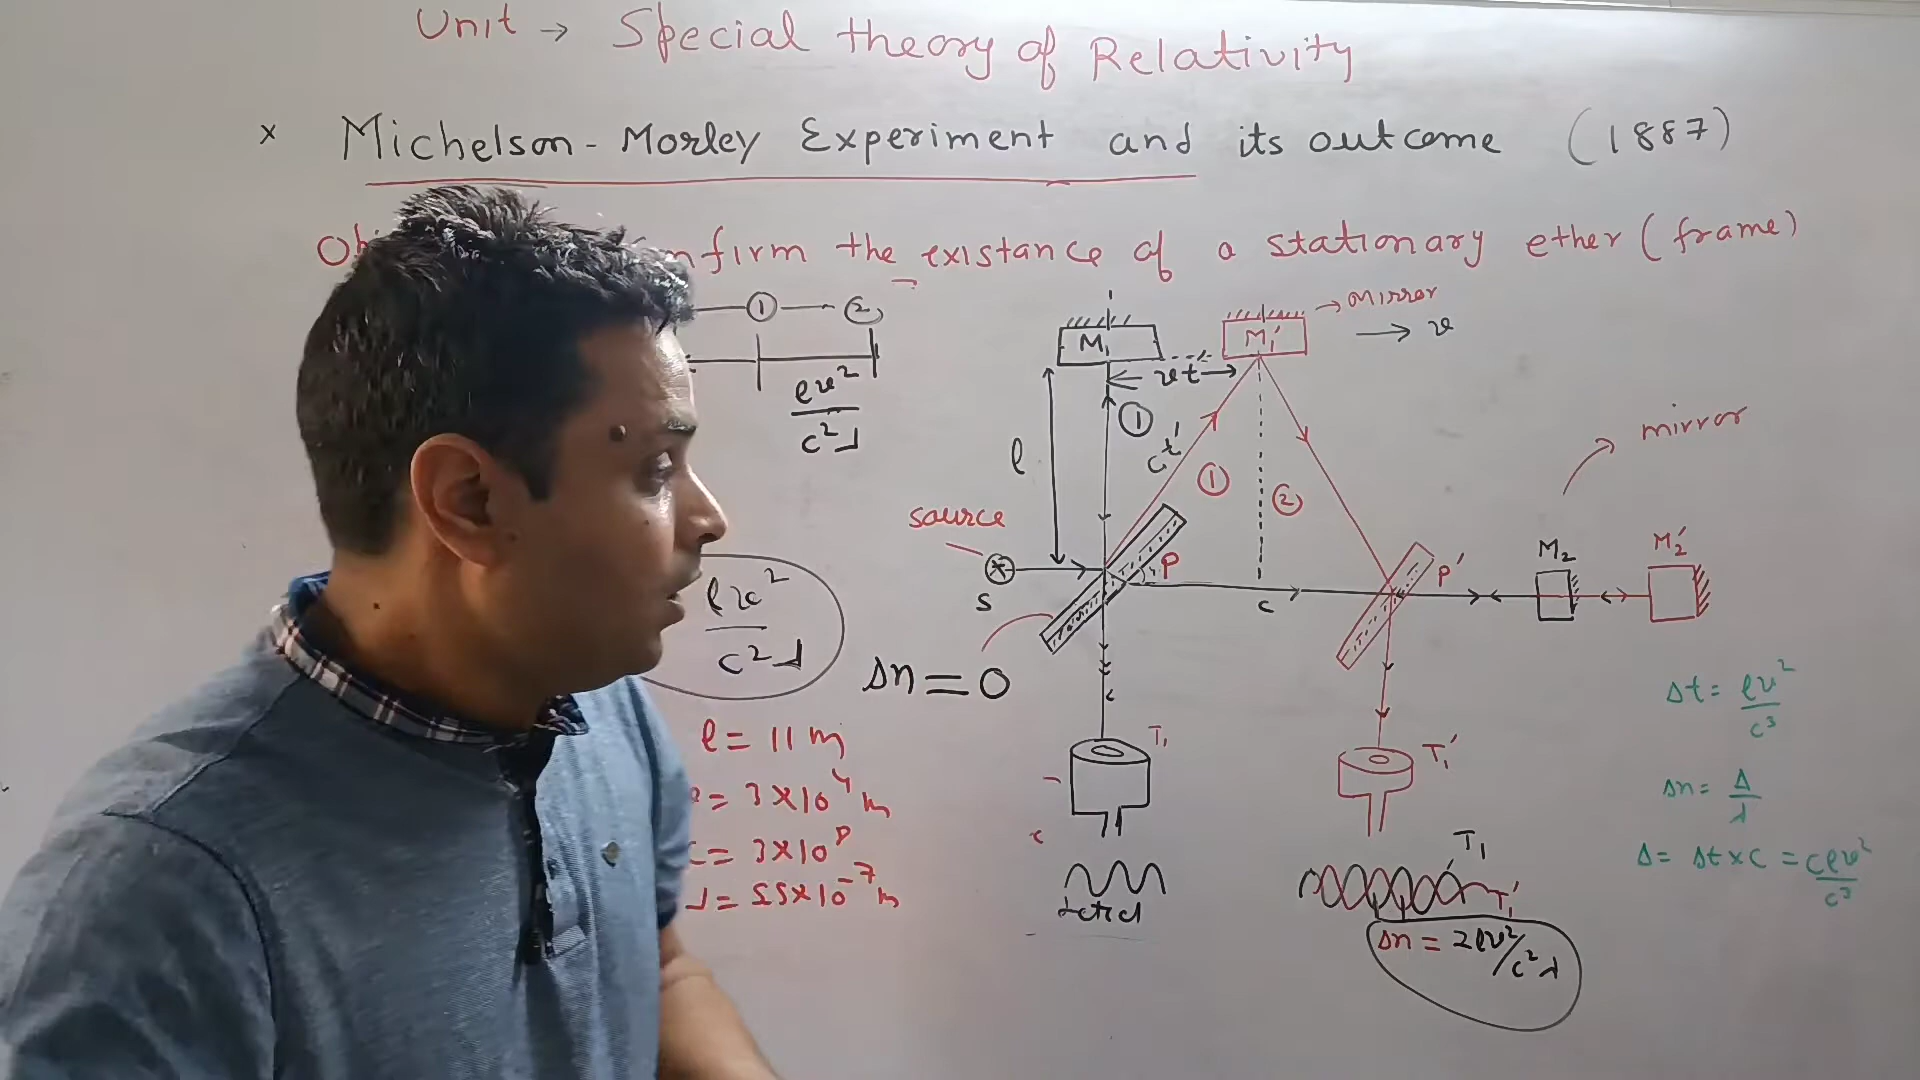 Unit → Special theory of Relativity
× Michelson - Morley Experiment and its outcome (1887)
nfirm the existance of a stationary ether (frame)
① ②
lv²
c²λ
M₁
vt
M₁'
→ Mirror
→ v
l
①
ct'
①
②
mirror
source
S
P
c
P'
M₂
M₂'
lv²
c²λ
Δn = 0
l = 11 m
= 3×10⁴ m
= 3×10⁸
λ = 55×10⁻⁷ m
T₁
T₁'
T₁
T₁'
Δn = 2lv²/c²λ
Δt = lv²/c³
Δn = Δ/λ
Δ = Δt×c = clv²/c³